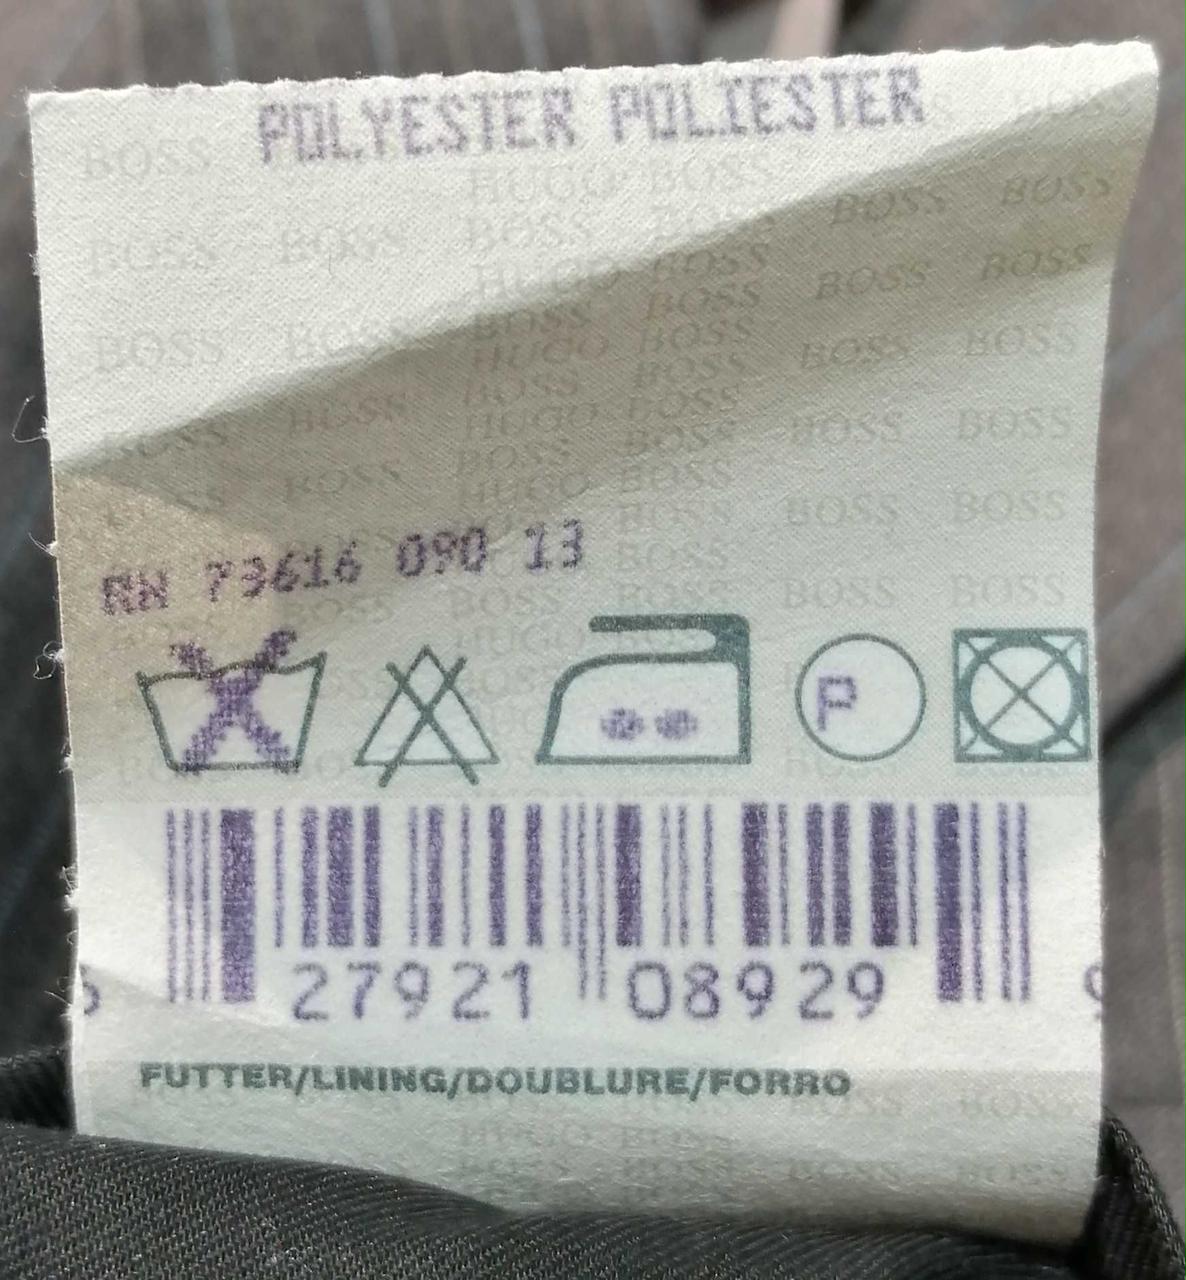 POLYESTER POLIESTER
RN 73616 090 13
P
27921 08929
FUTTER/LINING/DOUBLURE/FORRO